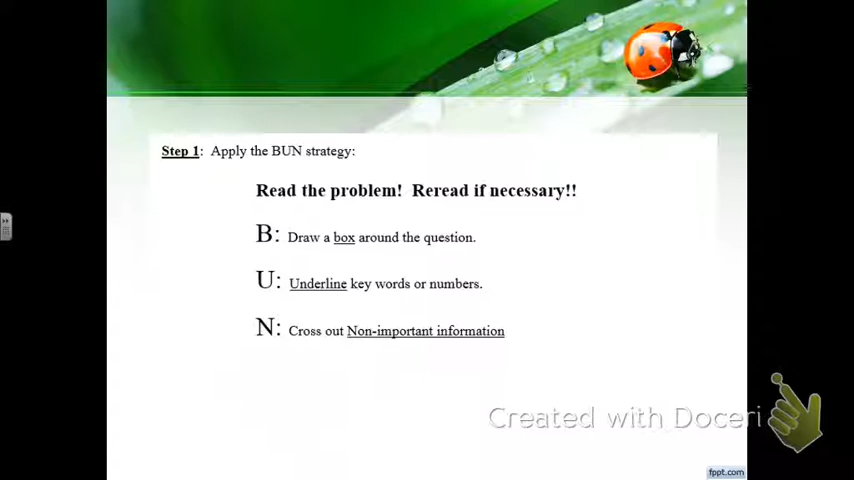 Step 1: Apply the BUN strategy:
Read the problem! Reread if necessary!!
B: Draw a box around the question.
U: Underline key words or numbers.
N: Cross out Non-important information
Created with Doceri
fppt.com